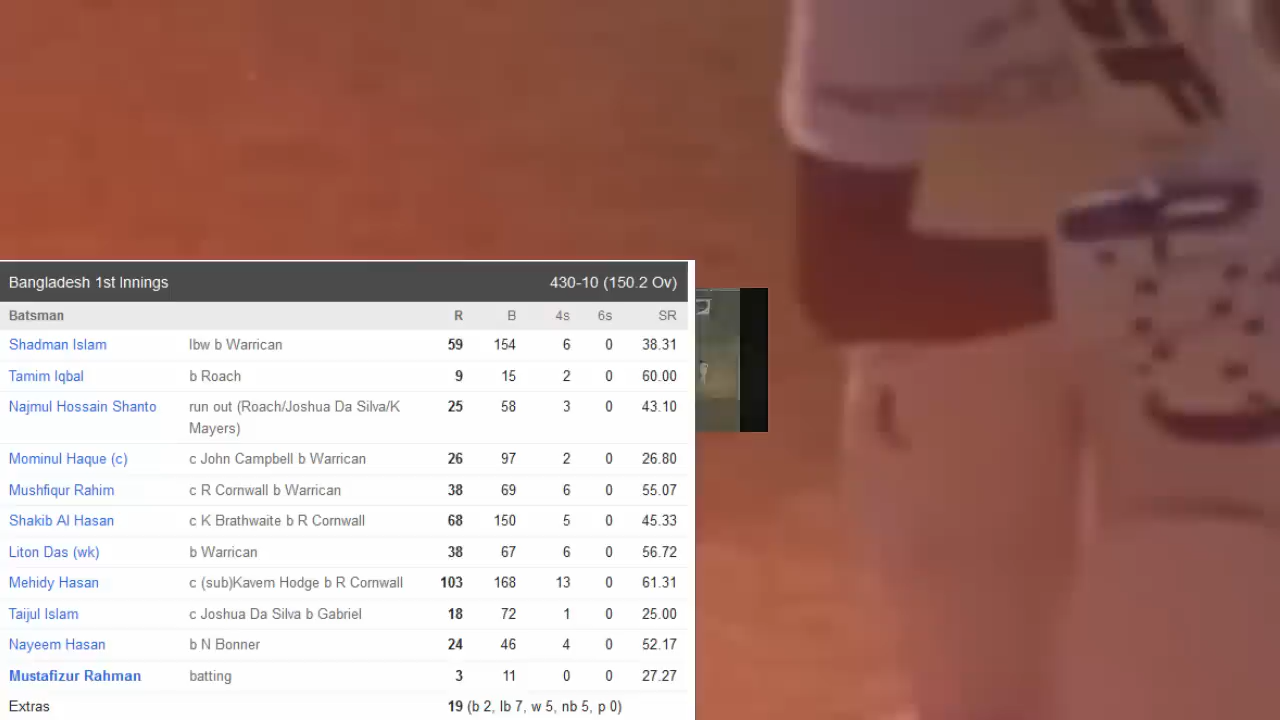 Bangladesh 1st Innings 430-10 (150.2 Ov)
Batsman R B 4s 6s SR
Shadman Islam lbw b Warrican 59 154 6 0 38.31
Tamim Iqbal b Roach 9 15 2 0 60.00
Najmul Hossain Shanto run out (Roach/Joshua Da Silva/K 25 58 3 0 43.10
Mayers)
Mominul Haque (c) c John Campbell b Warrican 26 97 2 0 26.80
Mushfiqur Rahim c R Cornwall b Warrican 38 69 6 0 55.07
Shakib Al Hasan c K Brathwaite b R Cornwall 68 150 5 0 45.33
Liton Das (wk) b Warrican 38 67 6 0 56.72
Mehidy Hasan c (sub)Kavem Hodge b R Cornwall 103 168 13 0 61.31
Taijul Islam c Joshua Da Silva b Gabriel 18 72 1 0 25.00
Nayeem Hasan b N Bonner 24 46 4 0 52.17
Mustafizur Rahman batting 3 11 0 0 27.27
Extras 19 (b 2, lb 7, w 5, nb 5, p 0)